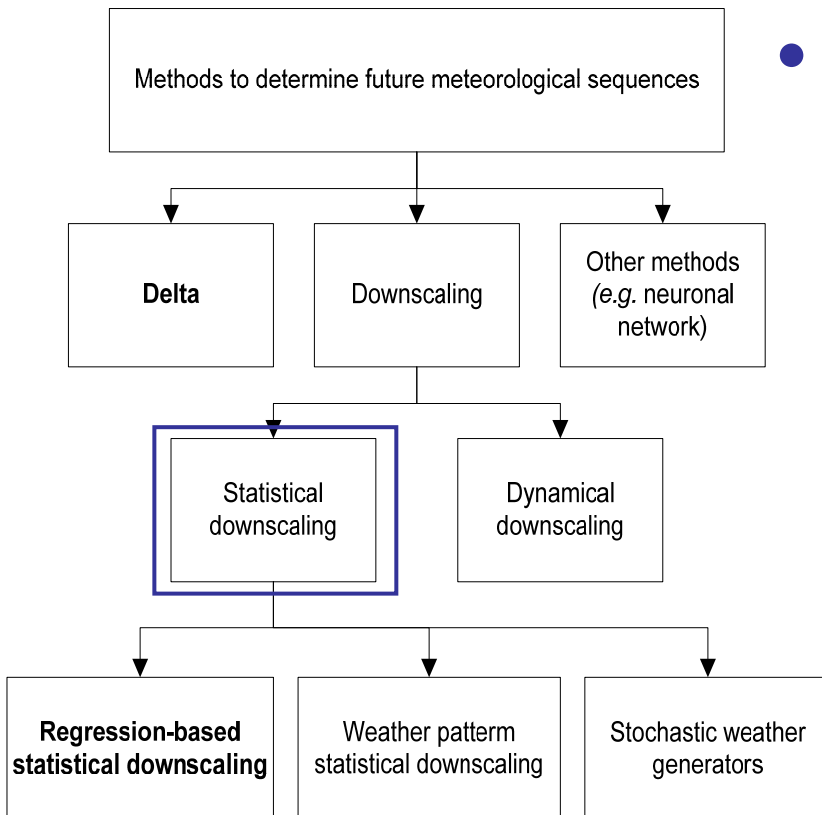 Methods to determine future meteorological sequences
Delta
Downscaling
Other methods
(e.g. neuronal
network)
Statistical
downscaling
Dynamical
downscaling
Regression-based
statistical downscaling
Weather patterm
statistical downscaling
Stochastic weather
generators